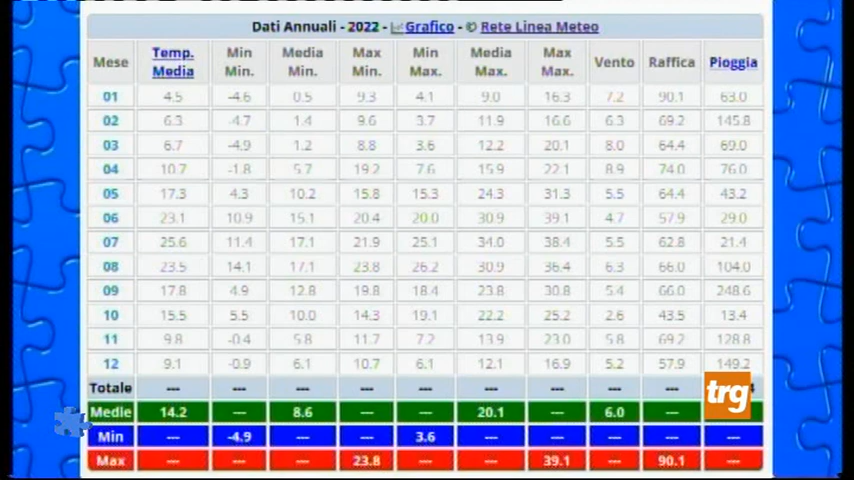 Dati Annuali - 2022 - Grafico - © Rete Linea Meteo
Mese Temp. Media Min Min. Media Min. Max Min. Min Max. Media Max. Max Max. Vento Raffica Pioggia
01 4.5 -4.6 0.5 9.3 4.1 9.0 16.3 7.2 90.1 63.0
02 6.3 -4.7 1.4 9.6 3.7 11.9 16.6 6.3 69.2 145.8
03 6.7 -4.9 1.2 8.8 3.6 12.2 20.1 8.0 64.4 69.0
04 10.7 -1.8 5.7 19.2 7.6 15.9 22.1 8.9 74.0 76.0
05 17.3 4.3 10.2 15.8 15.3 24.3 31.3 5.5 64.4 43.2
06 23.1 10.9 15.1 20.4 20.0 30.9 39.1 4.7 57.9 29.0
07 25.6 11.4 17.1 21.9 25.1 34.0 38.4 5.5 62.8 21.4
08 23.5 14.1 17.1 23.8 26.2 30.9 36.4 6.3 66.0 104.0
09 17.8 4.9 12.8 19.8 18.4 23.8 30.8 5.4 66.0 248.6
10 15.5 5.5 10.0 14.3 19.1 22.2 25.2 2.6 43.5 13.4
11 9.8 -0.4 5.8 11.7 7.2 13.9 23.0 5.8 69.2 128.8
12 9.1 -0.9 6.1 10.7 6.1 12.1 16.9 5.2 57.9 149.2
Totale --- --- --- --- --- --- --- --- ---
Medie 14.2 --- 8.6 --- --- 20.1 --- 6.0 ---
Min --- -4.9 --- --- 3.6 --- --- --- --- ---
Max --- --- --- 23.8 --- --- 39.1 --- 90.1 ---
trg